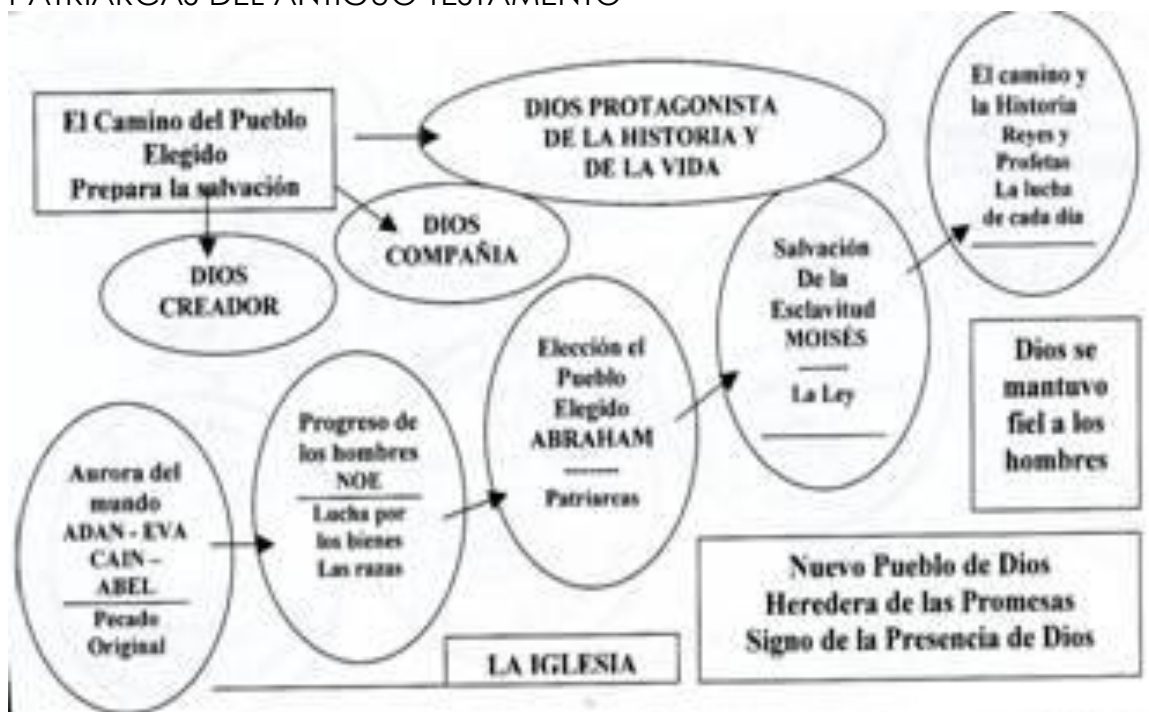 PATRIARCAS DEL ANTIGUO TESTAMENTO
El Camino del Pueblo
Elegido
Prepara la salvación
DIOS PROTAGONISTA
DE LA HISTORIA Y
DE LA VIDA
El camino y
la Historia
Reyes y
Profetas
La lucha
de cada día
DIOS
COMPAÑIA
DIOS
CREADOR
Salvación
De la
Esclavitud
MOISÉS
La Ley
Elección el
Pueblo
Elegido
ABRAHAM
Patriarcas
Dios se
mantuvo
fiel a los
hombres
Progreso de
los hombres
NOE
Lucha por
los bienes
Las razas
Aurora del
mundo
ADAN - EVA
CAIN –
ABEL
Pecado
Original
Nuevo Pueblo de Dios
Heredera de las Promesas
Signo de la Presencia de Dios
LA IGLESIA